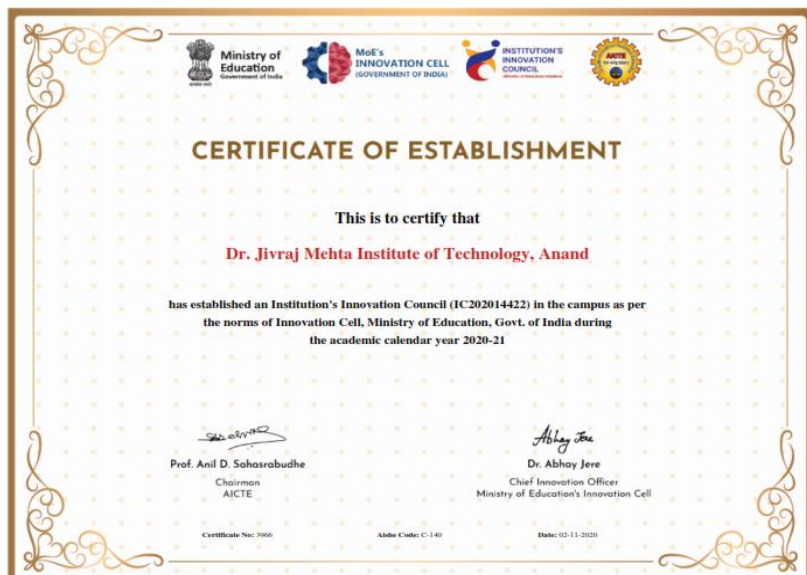 Ministry of
Education
Government of India
MoE's
INNOVATION CELL
(GOVERNMENT OF INDIA)
INSTITUTION'S
INNOVATION
COUNCIL
AICTE
CERTIFICATE OF ESTABLISHMENT
This is to certify that
Dr. Jivraj Mehta Institute of Technology, Anand
has established an Institution's Innovation Council (IC202014422) in the campus as per
the norms of Innovation Cell, Ministry of Education, Govt. of India during
the academic calendar year 2020-21
Abhay Jere
Prof. Anil D. Sahasrabudhe
Chairman
AICTE
Dr. Abhay Jere
Chief Innovation Officer
Ministry of Education's Innovation Cell
Certificate No: 3966 Aishe Code: C-140 Date: 02-11-2020